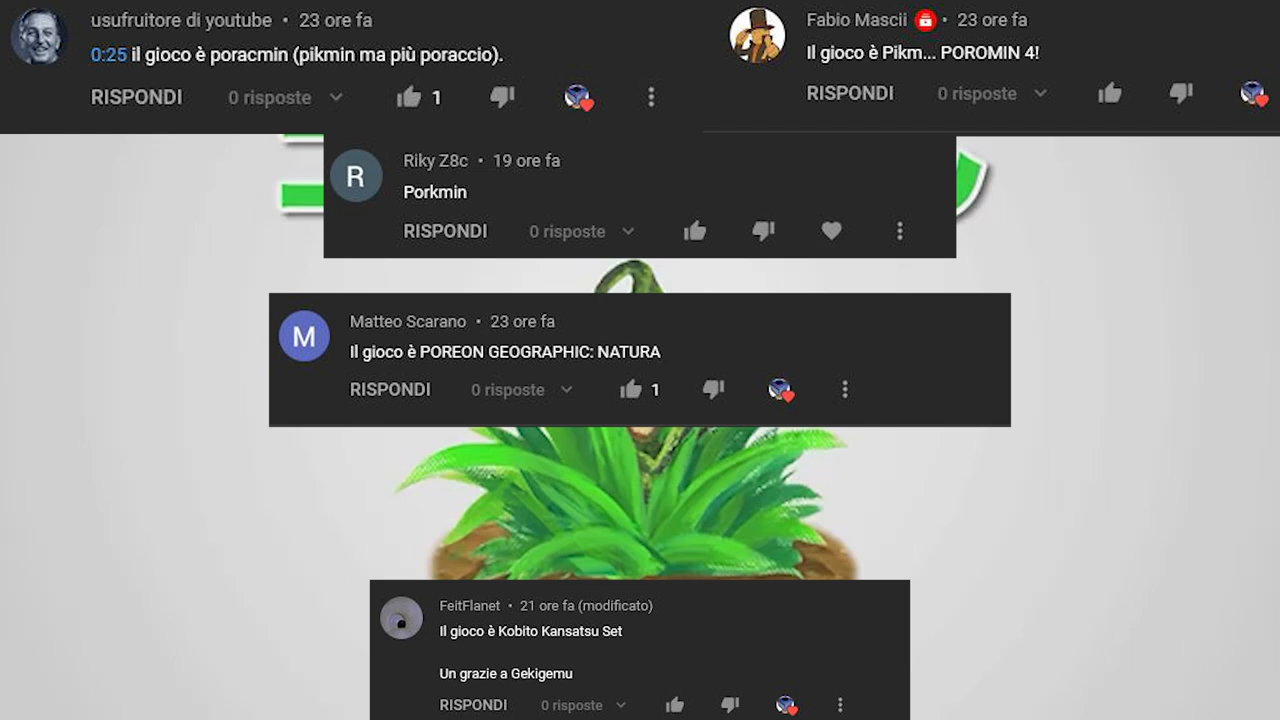 usufruitore di youtube • 23 ore fa
0:25 il gioco è poracmin (pikmin ma più poraccio).
RISPONDI 0 risposte 1
Fabio Mascii • 23 ore fa
Il gioco è Pikm... POROMIN 4!
RISPONDI 0 risposte
R
Riky Z8c • 19 ore fa
Porkmin
RISPONDI 0 risposte
M
Matteo Scarano • 23 ore fa
Il gioco è POREON GEOGRAPHIC: NATURA
RISPONDI 0 risposte 1
FeitFlanet • 21 ore fa (modificato)
Il gioco è Kobito Kansatsu Set
Un grazie a Gekigemu
RISPONDI 0 risposte